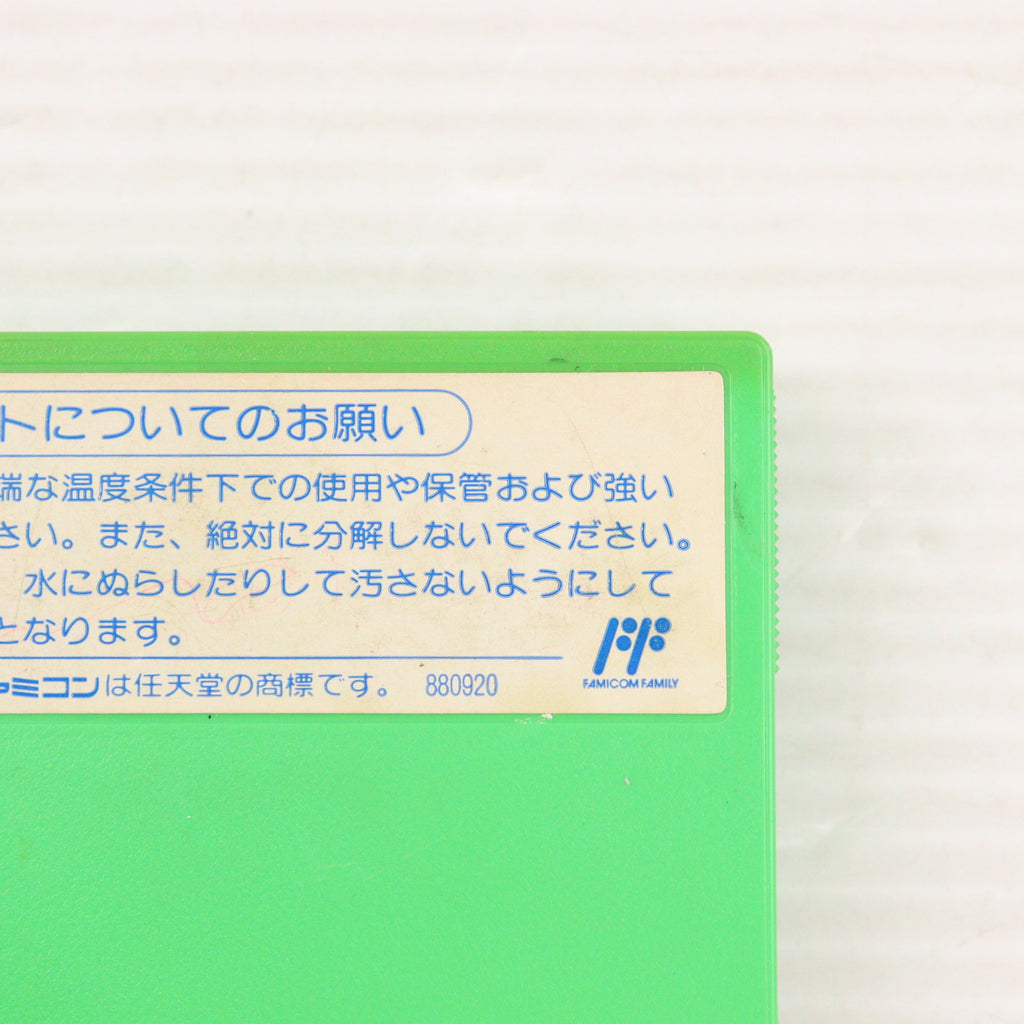 トについてのお願い
端な温度条件下での使用や保管および強い
さい。また、絶対に分解しないでください。
水にぬらしたりして汚さないようにして
となります。
ァミコンは任天堂の商標です。 880920
FAMICOM FAMILY